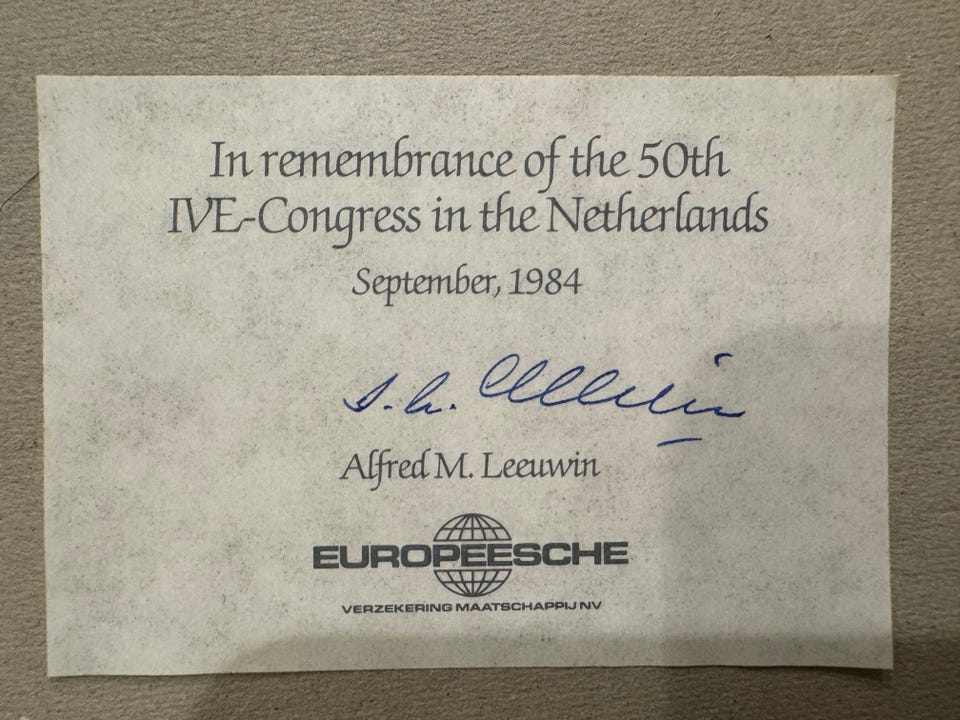 In remembrance of the 50th
IVE-Congress in the Netherlands
September, 1984
Alfred M. Leeuwin
EUROPEESCHE
VERZEKERING MAATSCHAPPIJ NV